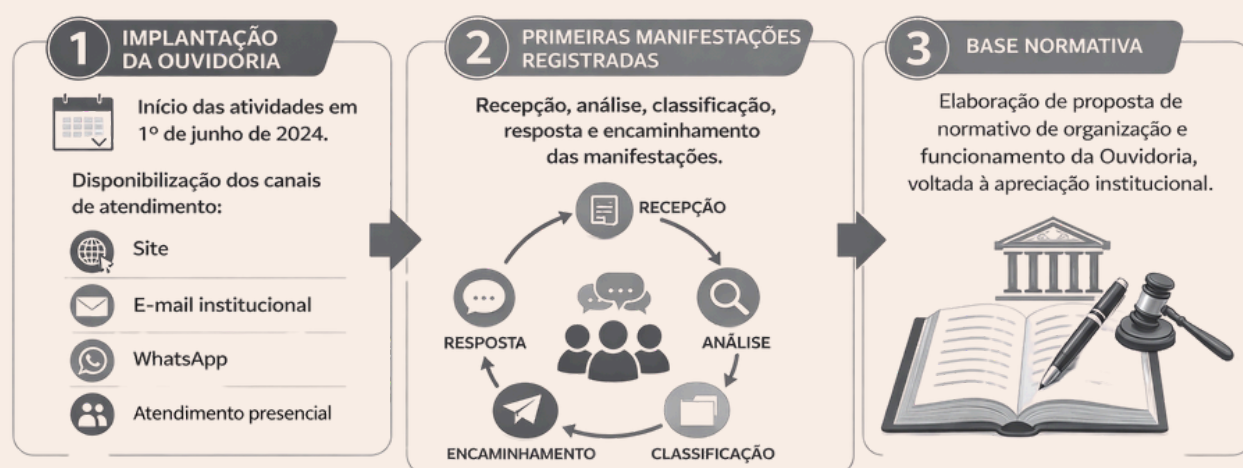 1
IMPLANTAÇÃO
DA OUVIDORIA
Início das atividades em
1º de junho de 2024.
Disponibilização dos canais
de atendimento:
Site
E-mail institucional
WhatsApp
Atendimento presencial
2
PRIMEIRAS MANIFESTAÇÕES
REGISTRADAS
Recepção, análise, classificação,
resposta e encaminhamento
das manifestações.
RECEPÇÃO
ANÃLISE
CLASSIFICAÇÃO
ENCAMINHAMENTO
RESPOSTA
3
BASE NORMATIVA
Elaboração de proposta de
normativo de organização e
funcionamento da Ouvidoria,
voltada à apreciação institucional.